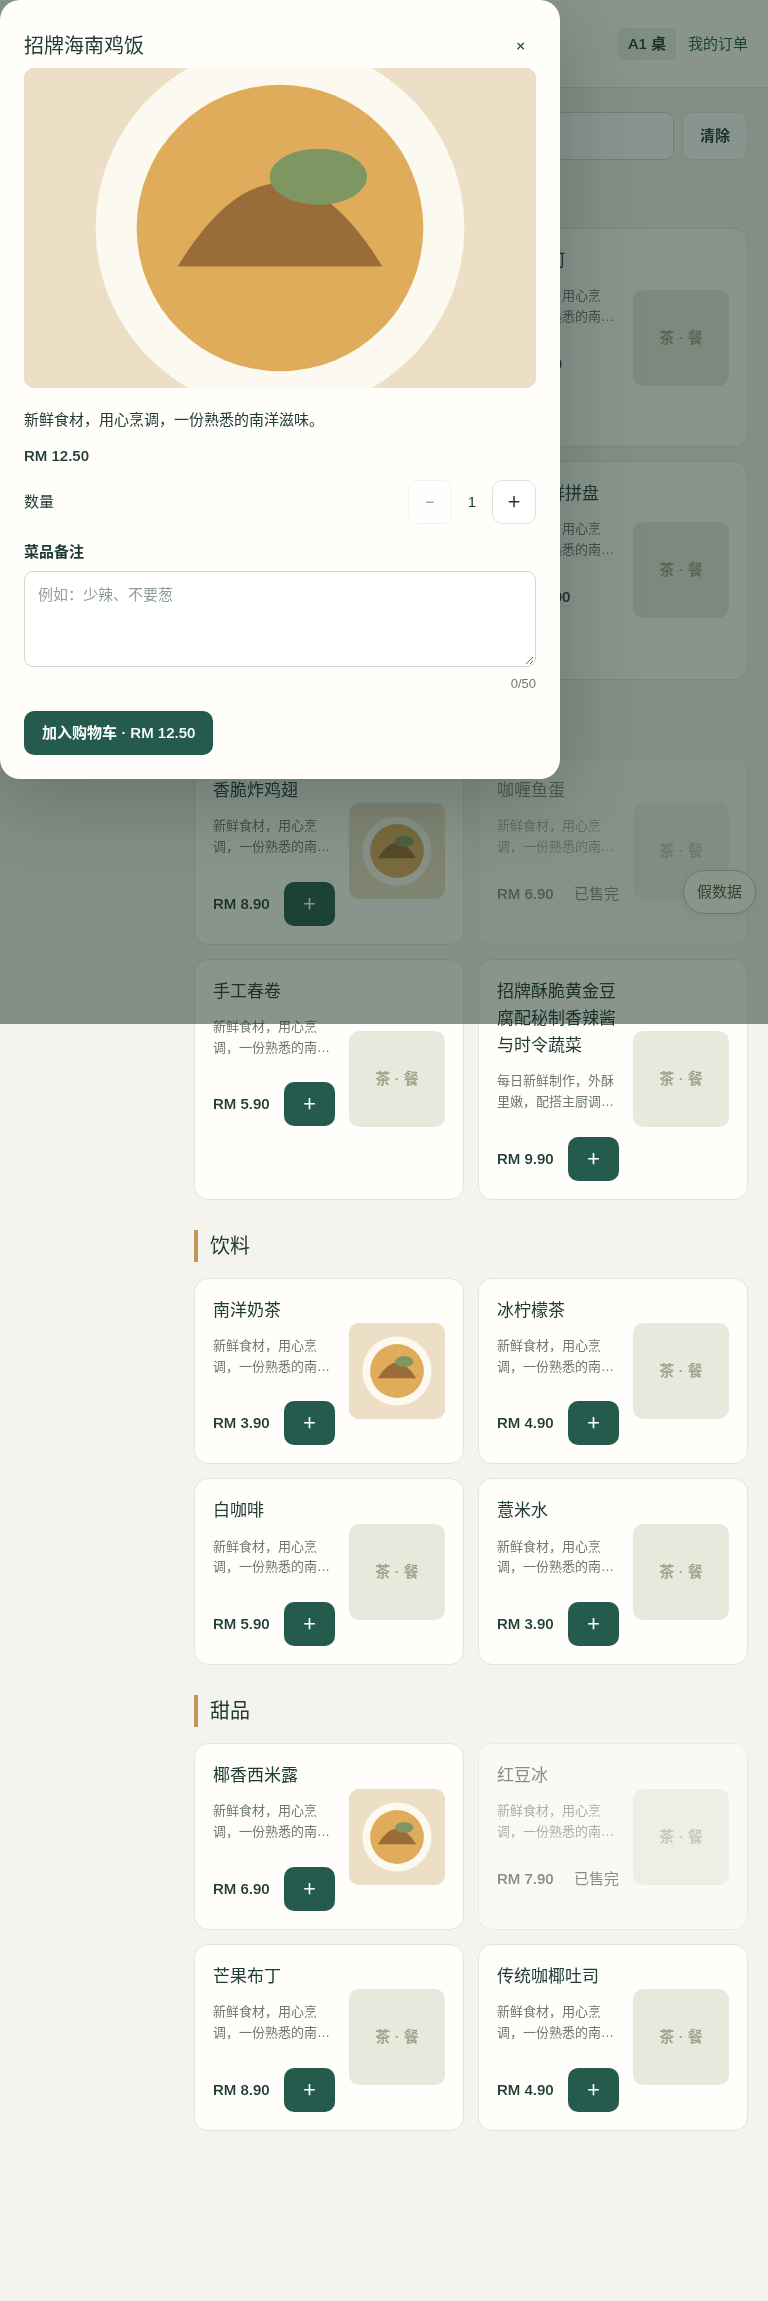 招牌海南鸡饭
×
新鲜食材，用心烹调，一份熟悉的南洋滋味。
RM 12.50
数量
−
1
+
菜品备注
例如：少辣、不要葱
0/50
加入购物车 · RM 12.50
A1 桌
我的订单
清除
用心烹
悉的南…
茶 · 餐
拼盘
用心烹
悉的南…
茶 · 餐
香脆炸鸡翅
新鲜食材，用心烹
调，一份熟悉的南…
RM 8.90
+
咖喱鱼蛋
新鲜食材，用心烹
调，一份熟悉的南…
茶 · 餐
RM 6.90
已售完
假数据
手工春卷
新鲜食材，用心烹
调，一份熟悉的南…
茶 · 餐
RM 5.90
+
招牌酥脆黄金豆
腐配秘制香辣酱
与时令蔬菜
每日新鲜制作，外酥
里嫩，配搭主厨调…
茶 · 餐
RM 9.90
+
饮料
南洋奶茶
新鲜食材，用心烹
调，一份熟悉的南…
RM 3.90
+
冰柠檬茶
新鲜食材，用心烹
调，一份熟悉的南…
茶 · 餐
RM 4.90
+
白咖啡
新鲜食材，用心烹
调，一份熟悉的南…
茶 · 餐
RM 5.90
+
薏米水
新鲜食材，用心烹
调，一份熟悉的南…
茶 · 餐
RM 3.90
+
甜品
椰香西米露
新鲜食材，用心烹
调，一份熟悉的南…
RM 6.90
+
红豆冰
新鲜食材，用心烹
调，一份熟悉的南…
茶 · 餐
RM 7.90
已售完
芒果布丁
新鲜食材，用心烹
调，一份熟悉的南…
茶 · 餐
RM 8.90
+
传统咖椰吐司
新鲜食材，用心烹
调，一份熟悉的南…
茶 · 餐
RM 4.90
+